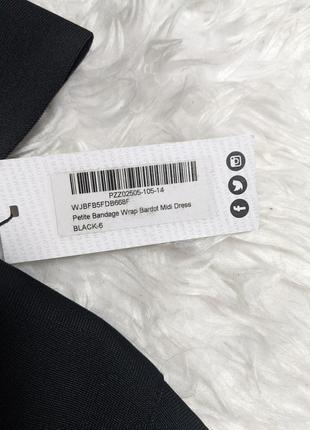 PZZ02505-105-14
WJBFB5FDB668F
Petite Bandage Wrap Bardot Midi Dress
BLACK-6